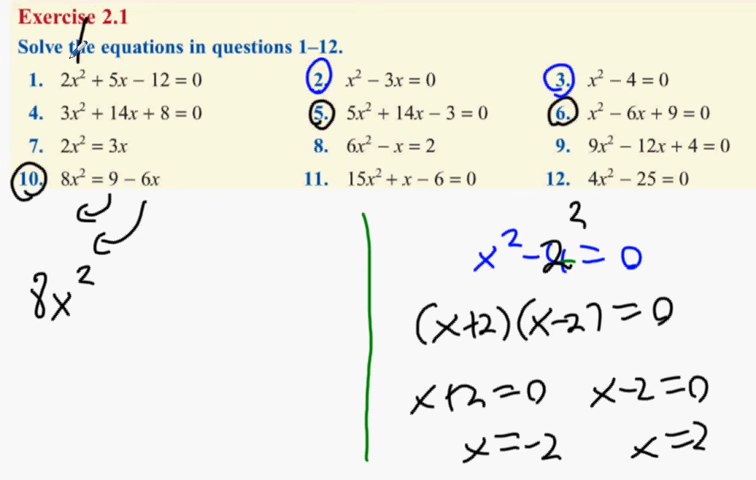 Exercise 2.1
Solve the equations in questions 1–12.
1. 2x² + 5x − 12 = 0 2. x² − 3x = 0 3. x² − 4 = 0
4. 3x² + 14x + 8 = 0 5. 5x² + 14x − 3 = 0 6. x² − 6x + 9 = 0
7. 2x² = 3x 8. 6x² − x = 2 9. 9x² − 12x + 4 = 0
10. 8x² = 9 − 6x 11. 15x² + x − 6 = 0 12. 4x² − 25 = 0
8x²
x² − 2² = 0
(x+2)(x−2) = 0
x+2=0 x−2=0
x=−2 x=2